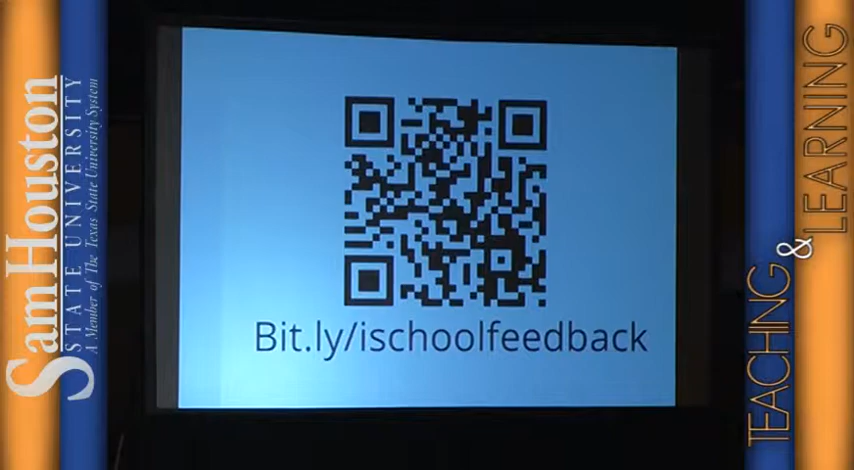 Sam Houston
STATE UNIVERSITY
A Member of The Texas State University System
Bit.ly/ischoolfeedback
TEACHING
&
LEARNING